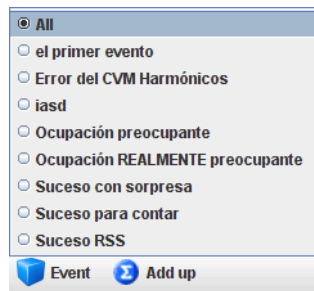 All
el primer evento
Error del CVM Harmónicos
iasd
Ocupación preocupante
Ocupación REALMENTE preocupante
Suceso con sorpresa
Suceso para contar
Suceso RSS
Event Add up